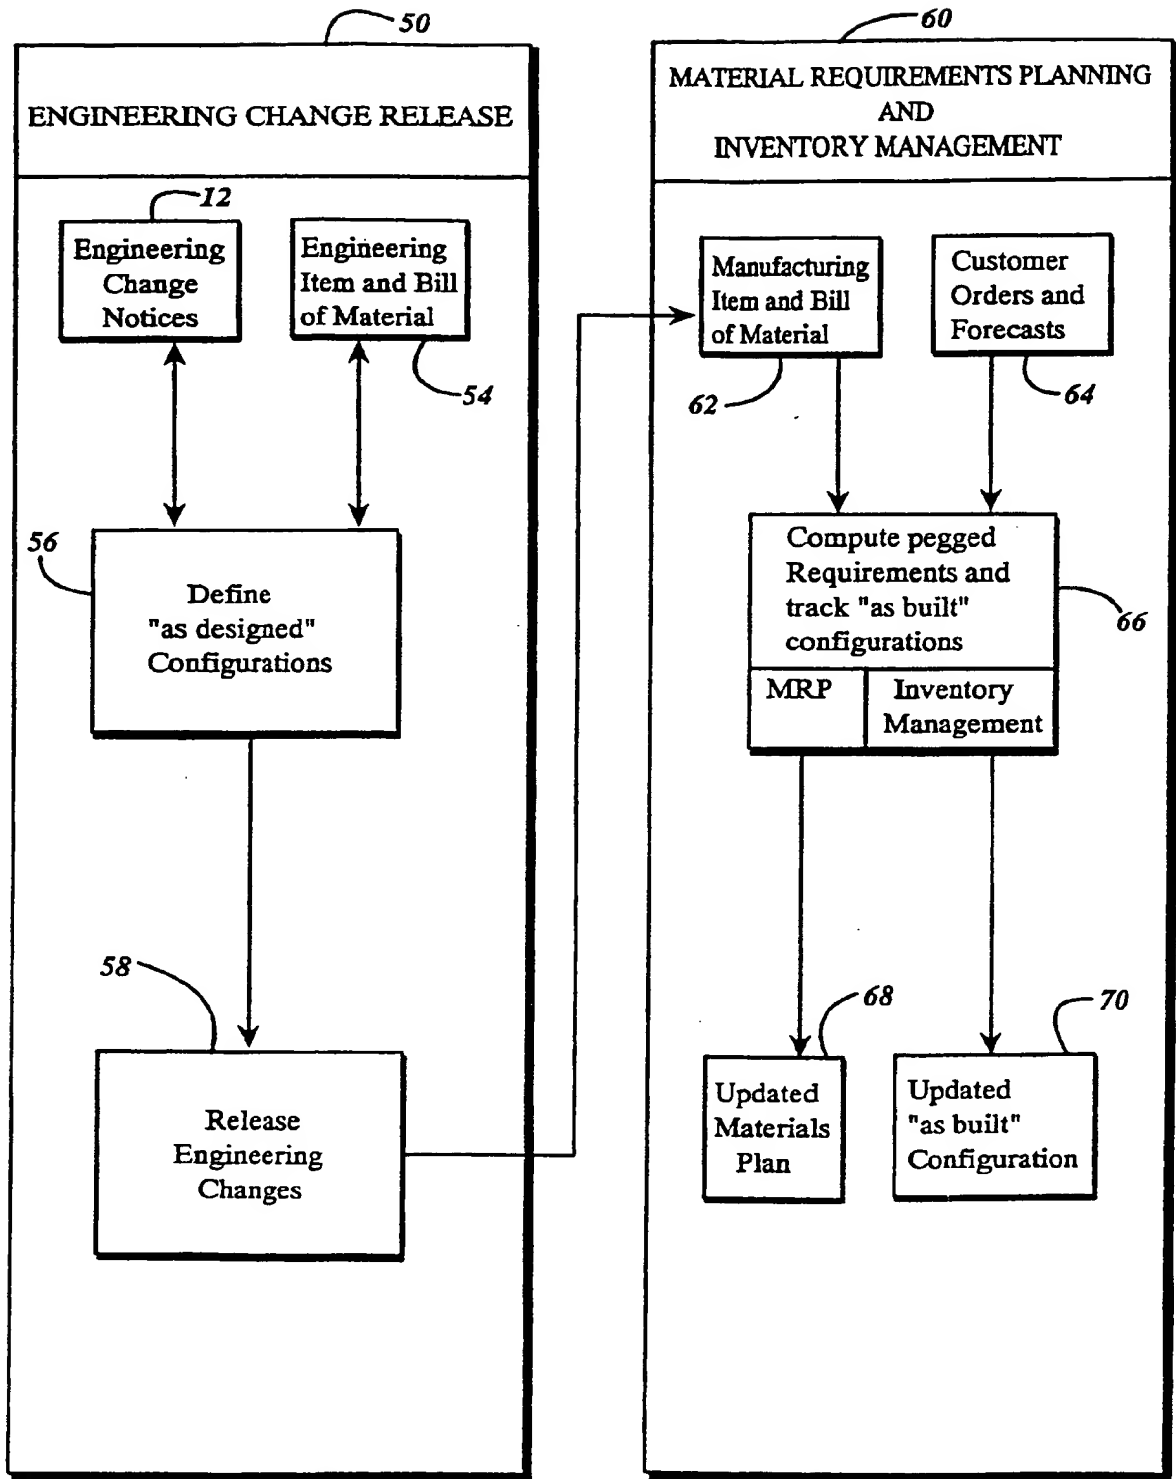 50
ENGINEERING CHANGE RELEASE
12
Engineering
Change
Notices
Engineering
Item and Bill
of Material
54
56
Define
"as designed"
Configurations
58
Release
Engineering
Changes
60
MATERIAL REQUIREMENTS PLANNING
AND
INVENTORY MANAGEMENT
Manufacturing
Item and Bill
of Material
62
Customer
Orders and
Forecasts
64
Compute pegged
Requirements and
track "as built"
configurations
66
MRP
Inventory
Management
68
Updated
Materials
Plan
70
Updated
"as built"
Configuration